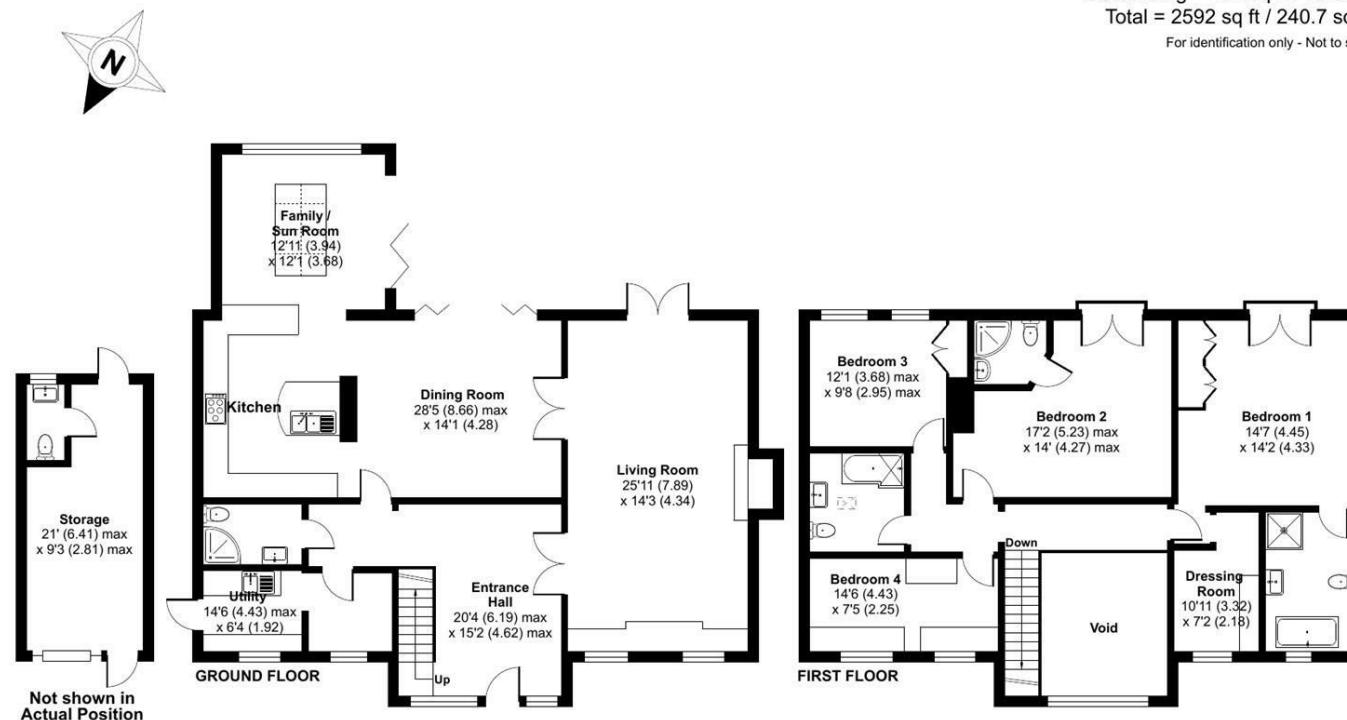 Total = 2592 sq ft / 240.7 sq
For identification only - Not to s
N
Family /
Sun Room
12'11 (3.94)
x 12'1 (3.68)
Kitchen
Dining Room
28'5 (8.66) max
x 14'1 (4.28)
Living Room
25'11 (7.89)
x 14'3 (4.34)
Storage
21' (6.41) max
x 9'3 (2.81) max
Utility
14'6 (4.43) max
x 6'4 (1.92)
Entrance
Hall
20'4 (6.19) max
x 15'2 (4.62) max
Up
GROUND FLOOR
Not shown in
Actual Position
Bedroom 3
12'1 (3.68) max
x 9'8 (2.95) max
Bedroom 2
17'2 (5.23) max
x 14' (4.27) max
Bedroom 1
14'7 (4.45)
x 14'2 (4.33)
Down
Bedroom 4
14'6 (4.43)
x 7'5 (2.25)
Void
Dressing
Room
10'11 (3.32)
x 7'2 (2.18)
FIRST FLOOR